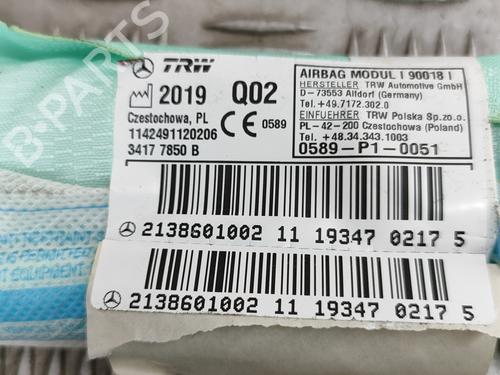 TRW
2019 Q02
Czestochowa, PL
1142491120206
3417 7850 B
0589
AIRBAG MODUL | 90018 |
HERSTELLER TRW Automotive GmbH
D-73553 Alfdorf (Germany)
Tel.+49.7172.302.0
EINFUEHRER TRW Polska Sp.zo.o.
PL-42-200 Czestochowa (Poland)
Tel.+48.34.343.1003
0589-P1-0051
2138601002 11 19347 0217 5
2138601002 11 19347 0217 5